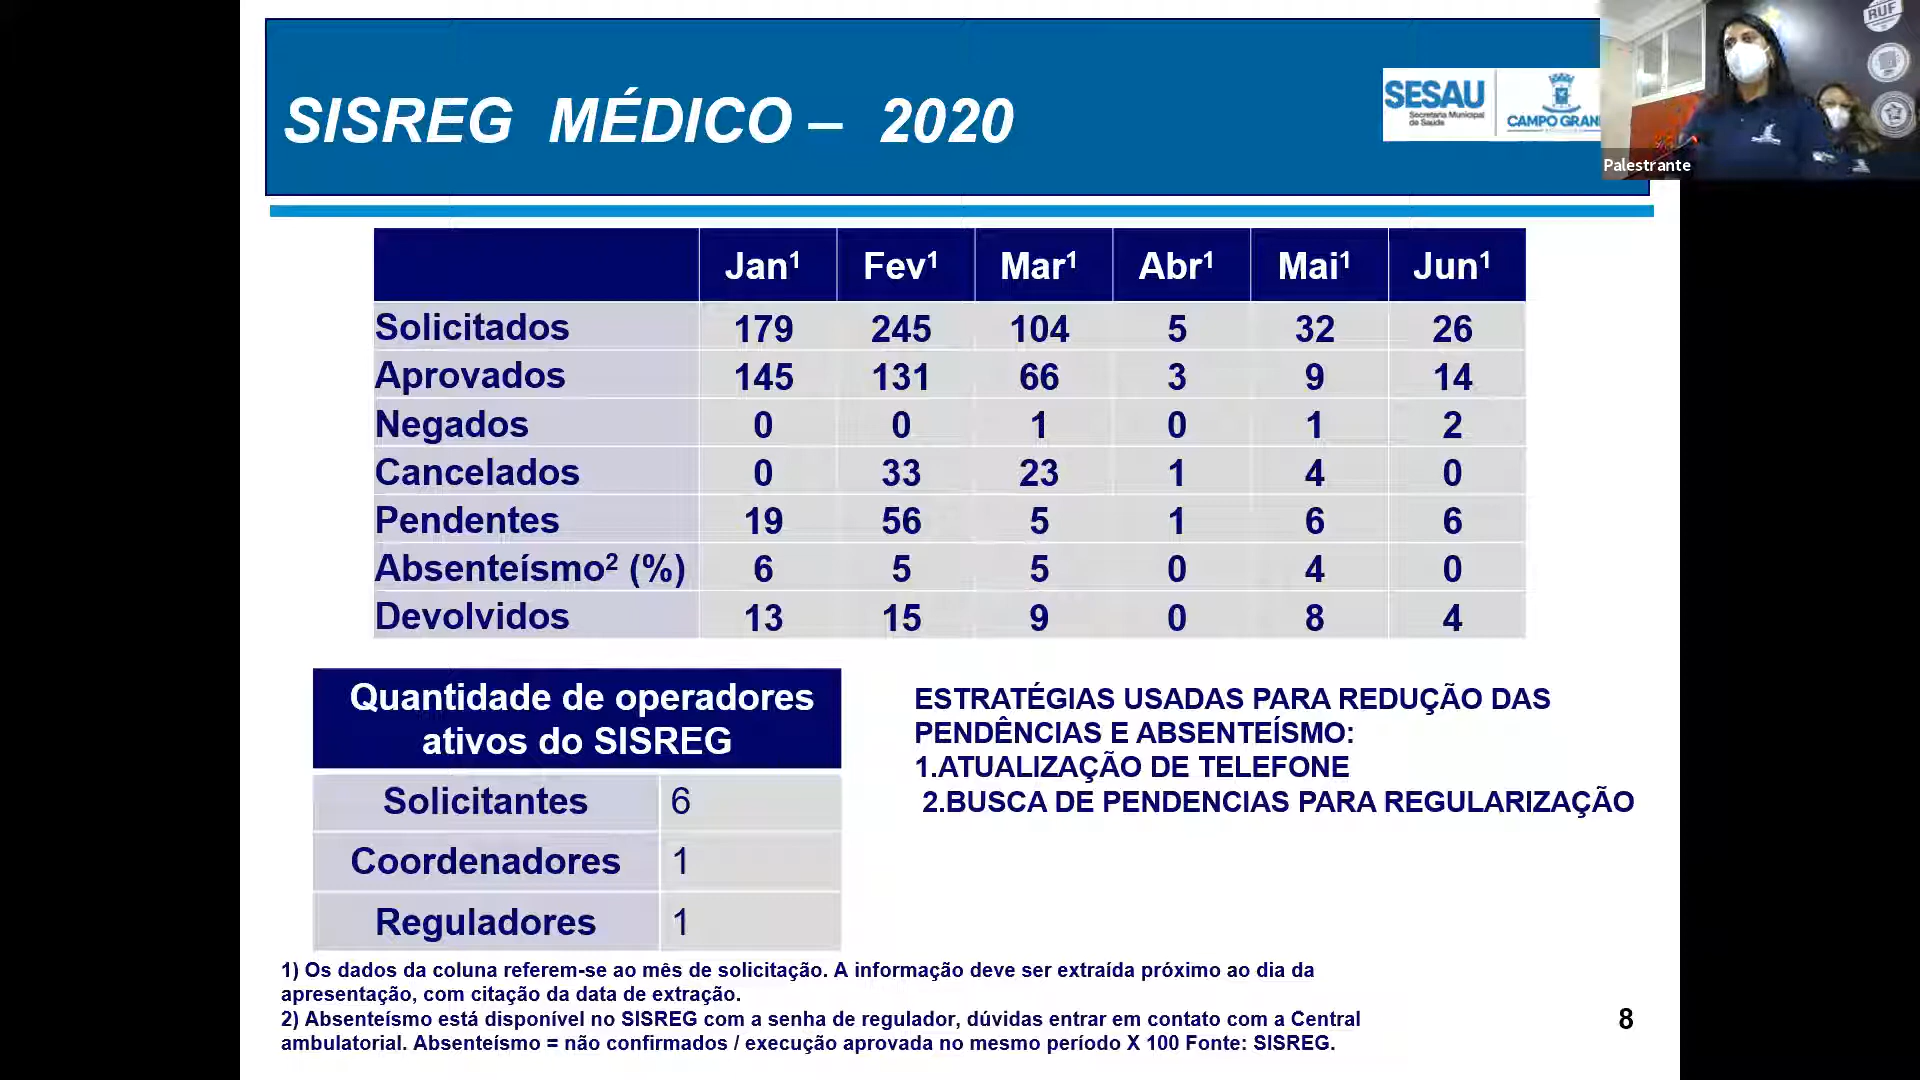 SISREG MÉDICO – 2020
SESAU
Secretaria Municipal
de Saúde
CAMPO GRAN
RUF
Palestrante
Jan¹ Fev¹ Mar¹ Abr¹ Mai¹ Jun¹
Solicitados 179 245 104 5 32 26
Aprovados 145 131 66 3 9 14
Negados 0 0 1 0 1 2
Cancelados 0 33 23 1 4 0
Pendentes 19 56 5 1 6 6
Absenteísmo² (%) 6 5 5 0 4 0
Devolvidos 13 15 9 0 8 4
Quantidade de operadores
ativos do SISREG
Solicitantes 6
Coordenadores 1
Reguladores 1
ESTRATÉGIAS USADAS PARA REDUÇÃO DAS
PENDÊNCIAS E ABSENTEÍSMO:
1.ATUALIZAÇÃO DE TELEFONE
2.BUSCA DE PENDENCIAS PARA REGULARIZAÇÃO
1) Os dados da coluna referem-se ao mês de solicitação. A informação deve ser extraída próximo ao dia da
apresentação, com citação da data de extração.
2) Absenteísmo está disponível no SISREG com a senha de regulador, dúvidas entrar em contato com a Central
ambulatorial. Absenteísmo = não confirmados / execução aprovada no mesmo período X 100 Fonte: SISREG.
8